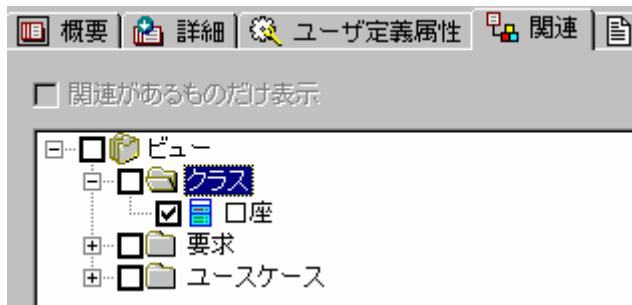 概要 詳細 ユーザ定義属性 関連
関連があるものだけ表示
ビュー
クラス
口座
要求
ユースケース